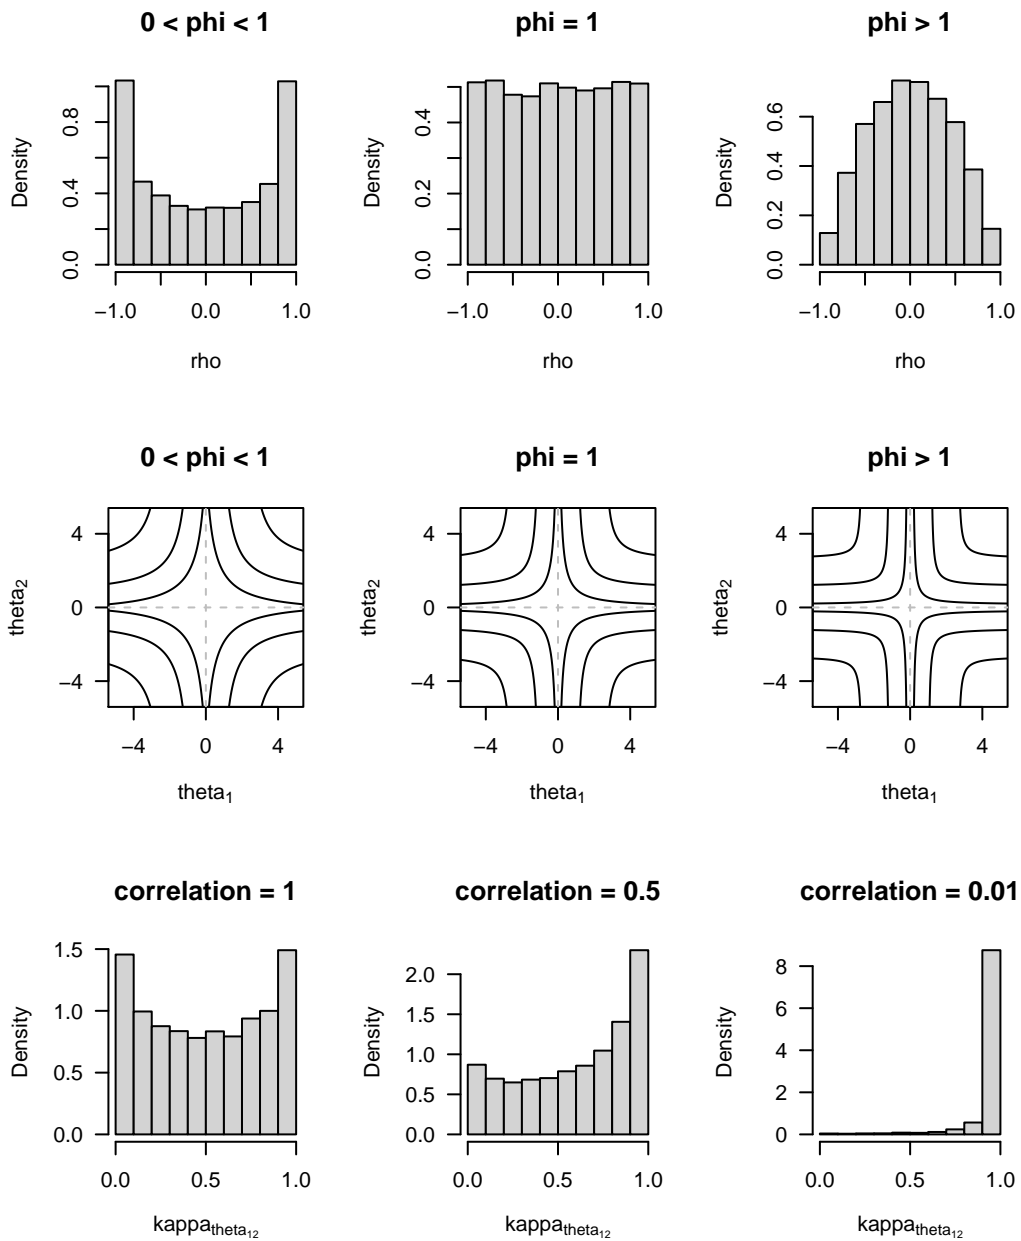 0 < phi < 1
phi = 1
phi > 1
Density
0.0 0.4 0.8
Density
0.0 0.2 0.4
Density
0.0 0.2 0.4 0.6
−1.0 0.0 1.0
−1.0 0.0 1.0
−1.0 0.0 1.0
rho
rho
rho
0 < phi < 1
phi = 1
phi > 1
theta2
4
0
−4
theta2
4
0
−4
theta2
4
0
−4
−4 0 4
−4 0 4
−4 0 4
theta1
theta1
theta1
correlation = 1
correlation = 0.5
correlation = 0.01
Density
1.5
1.0
0.5
0.0
Density
2.0
1.5
1.0
0.5
0.0
Density
8
6
4
2
0
0.0 0.5 1.0
0.0 0.5 1.0
0.0 0.5 1.0
kappatheta12
kappatheta12
kappatheta12